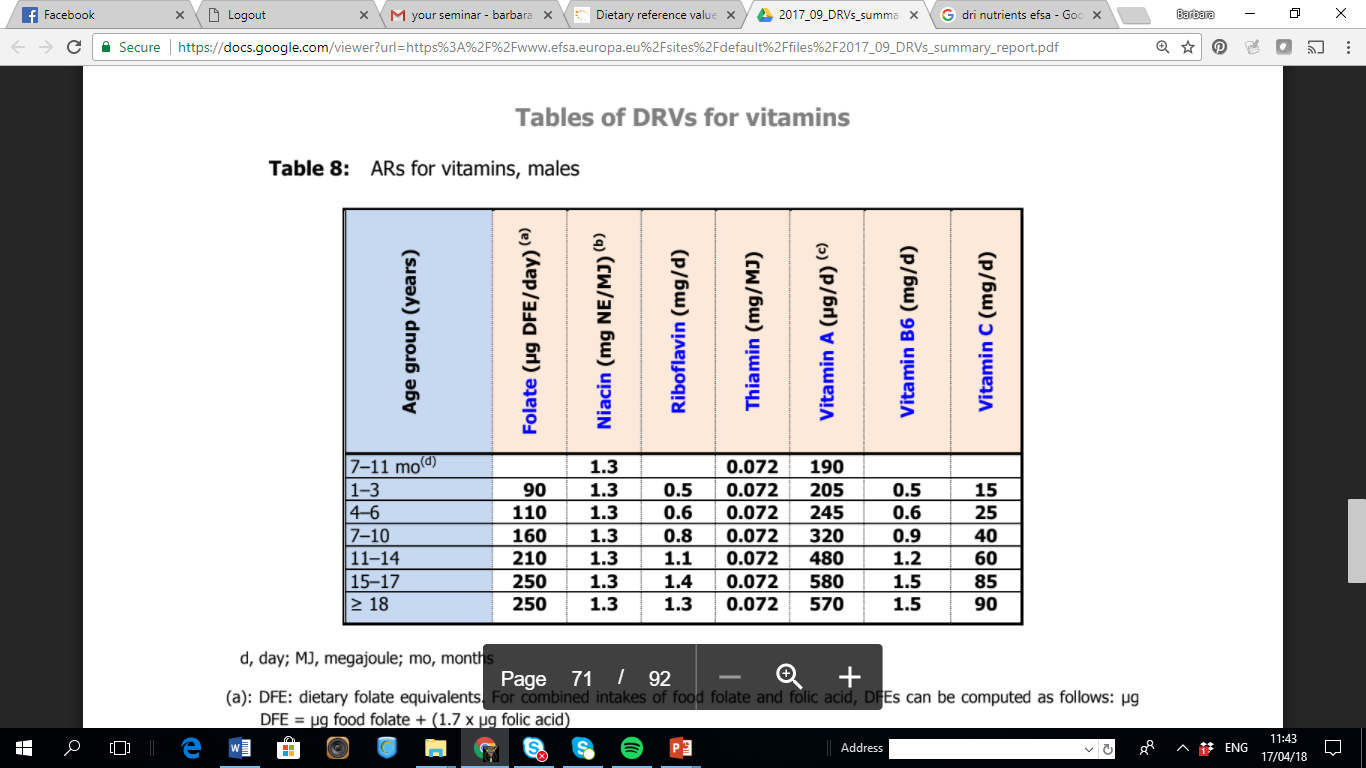 Facebook
Logout
your seminar - barbara
Dietary reference value
2017_09_DRVs_summa
dri nutrients efsa - Goo
Barbara
Secure https://docs.google.com/viewer?url=https%3A%2F%2Fwww.efsa.europa.eu%2Fsites%2Fdefault%2Ffiles%2F2017_09_DRVs_summary_report.pdf
Tables of DRVs for vitamins
Table 8: ARs for vitamins, males
Age group (years)
Folate (µg DFE/day) (a)
Niacin (mg NE/MJ) (b)
Riboflavin (mg/d)
Thiamin (mg/MJ)
Vitamin A (µg/d) (c)
Vitamin B6 (mg/d)
Vitamin C (mg/d)
7–11 mo(d) 1.3 0.072 190
1–3 90 1.3 0.5 0.072 205 0.5 15
4–6 110 1.3 0.6 0.072 245 0.6 25
7–10 160 1.3 0.8 0.072 320 0.9 40
11–14 210 1.3 1.1 0.072 480 1.2 60
15–17 250 1.3 1.4 0.072 580 1.5 85
≥ 18 250 1.3 1.3 0.072 570 1.5 90
d, day; MJ, megajoule; mo, months
Page 71 / 92
(a): DFE: dietary folate equivalents. For combined intakes of food folate and folic acid, DFEs can be computed as follows: µg
DFE = µg food folate + (1.7 x µg folic acid)
Address
ENG
11:43
17/04/18